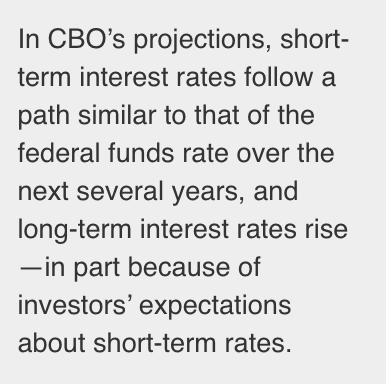 In CBO’s projections, short-
term interest rates follow a
path similar to that of the
federal funds rate over the
next several years, and
long-term interest rates rise
—in part because of
investors’ expectations
about short-term rates.